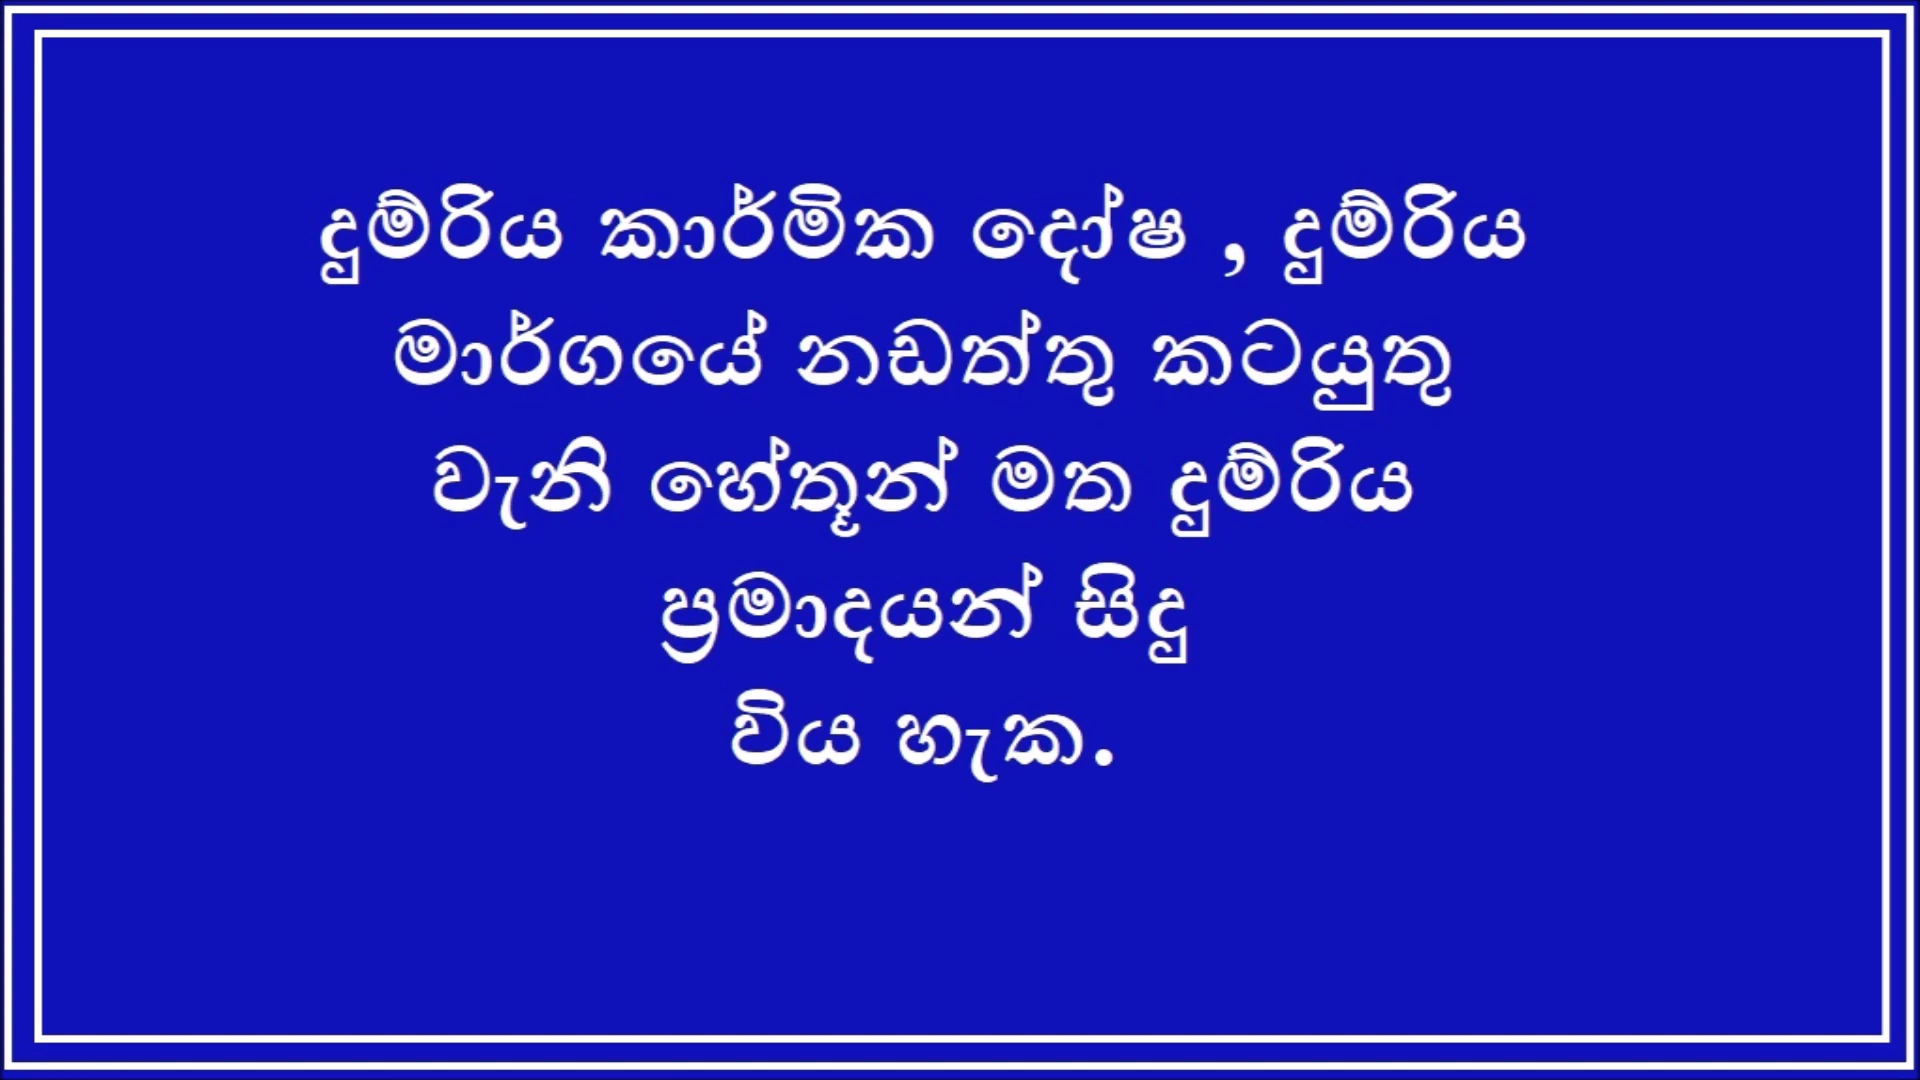 දුම්රිය කාර්මික දෝෂ , දුම්රිය
මාර්ගයේ නඩත්තු කටයුතු
වැනි හේතූන් මත දුම්රිය
ප්‍රමාදයන් සිදු
විය හැක.